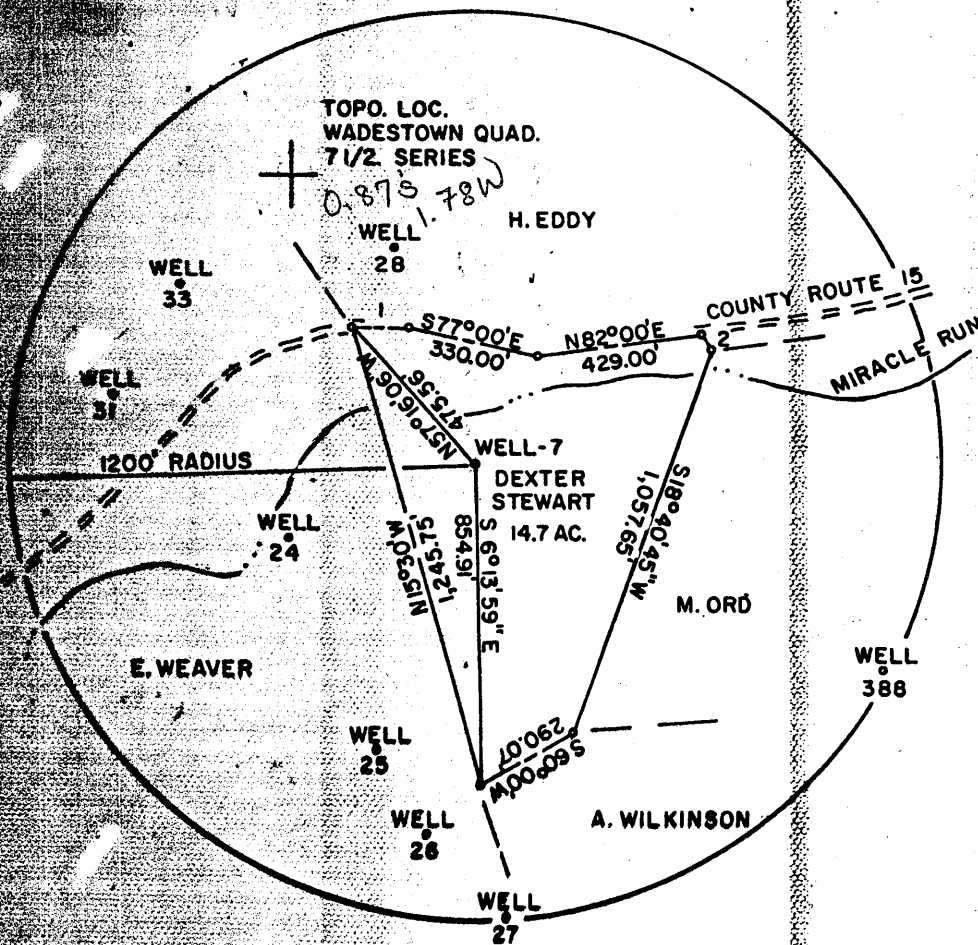 TOPO. LOC.
WADESTOWN QUAD.
7 1/2 SERIES
0.87S 1.78W
H. EDDY
WELL
28
WELL
33
COUNTY ROUTE 15
1
S77°00'E
330.00'
N82°00'E
429.00'
2
MIRACLE RUN
WELL
31
N57°16'06"W
475.56
1200' RADIUS
WELL-7
DEXTER
STEWART
14.7 AC.
WELL
24
S 6°13'59"E
854.91'
N15°30'W
1,245.75'
S18°40'45"W
1,057.65'
M. ORD
E. WEAVER
WELL
388
WELL
25
S 60°00'W
290.07
WELL
26
A. WILKINSON
WELL
27